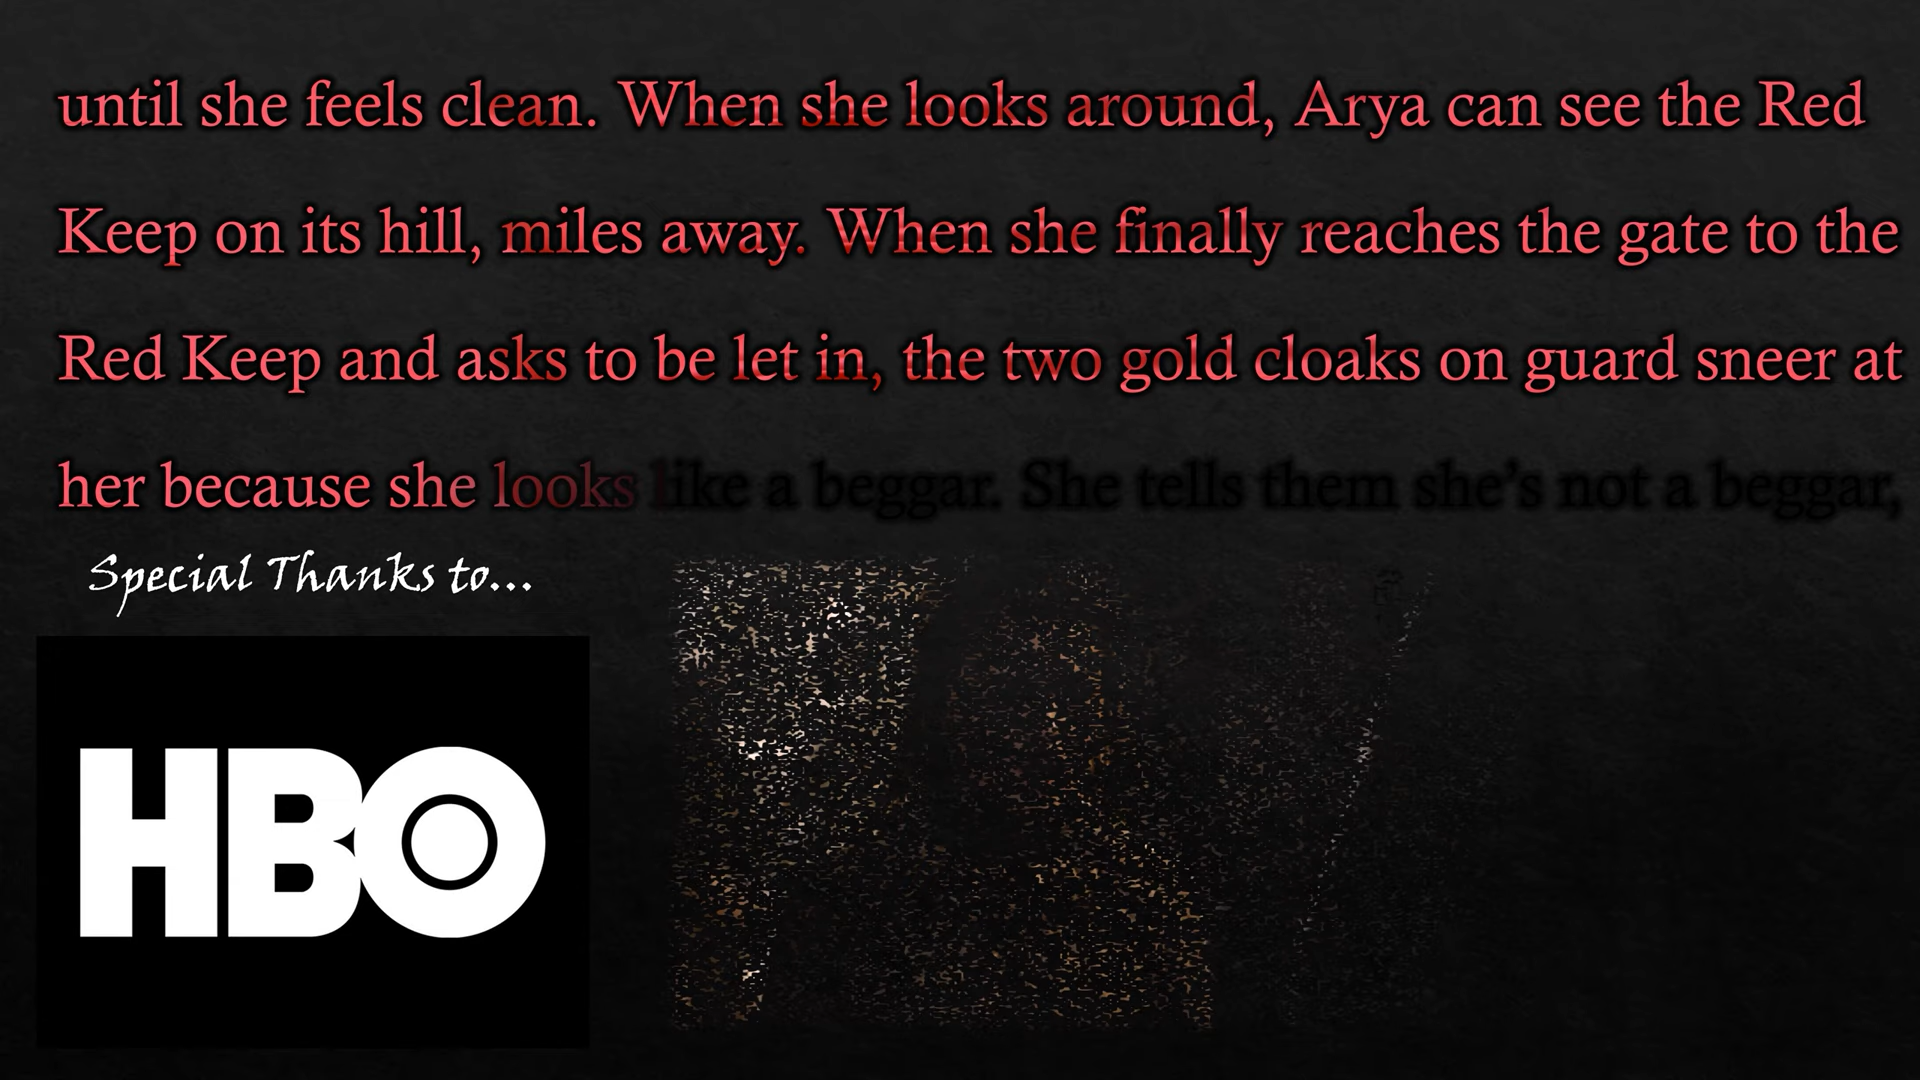 until she feels clean. When she looks around, Arya can see the Red
Keep on its hill, miles away. When she finally reaches the gate to the
Red Keep and asks to be let in, the two gold cloaks on guard sneer at
her because she looks like a beggar. She tells them she’s not a beggar,
Special Thanks to...
HBO